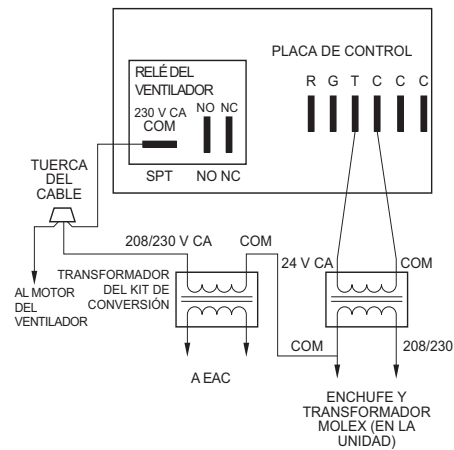 PLACA DE CONTROL
RELÉ DEL
VENTILADOR
230 V CA
COM
NO NC
SPT
NO NC
R G T C C C
TUERCA
DEL
CABLE
208/230 V CA
COM
24 V CA
COM
AL MOTOR
DEL
VENTILADOR
TRANSFORMADOR
DEL KIT DE
CONVERSIÓN
COM
208/230
A EAC
ENCHUFE Y
TRANSFORMADOR
MOLEX (EN LA
UNIDAD)